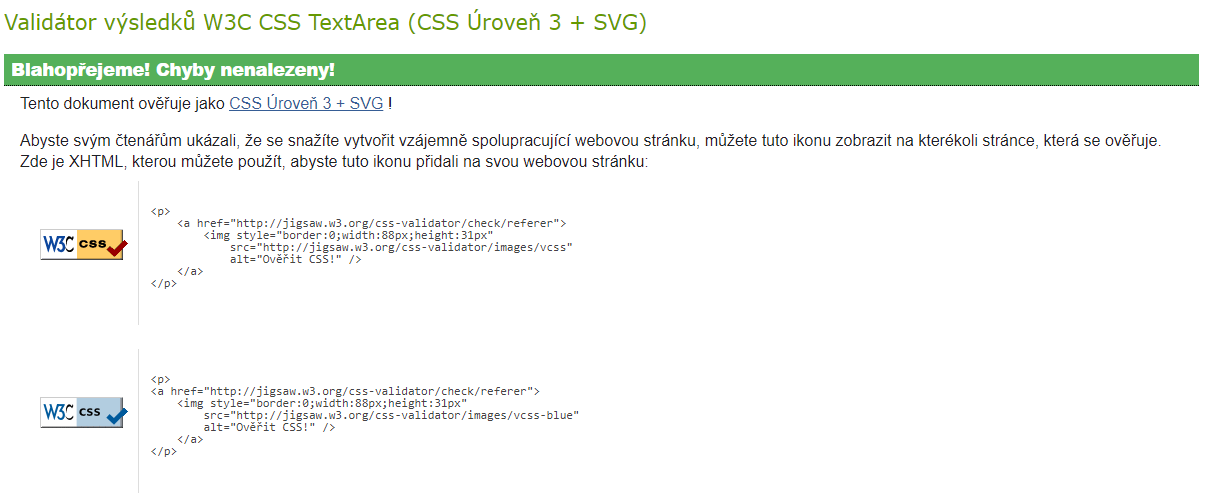 Validátor výsledků W3C CSS TextArea (CSS Úroveň 3 + SVG)
Blahopřejeme! Chyby nenalezeny!
Tento dokument ověřuje jako CSS Úroveň 3 + SVG !
Abyste svým čtenářům ukázali, že se snažíte vytvořit vzájemně spolupracující webovou stránku, můžete tuto ikonu zobrazit na kterékoli stránce, která se ověřuje.
Zde je XHTML, kterou můžete použít, abyste tuto ikonu přidali na svou webovou stránku:
W3C css
<p>
    <a href="http://jigsaw.w3.org/css-validator/check/referer">
        <img style="border:0;width:88px;height:31px"
            src="http://jigsaw.w3.org/css-validator/images/vcss"
            alt="Ověřit CSS!" />
    </a>
</p>
W3C css
<p>
<a href="http://jigsaw.w3.org/css-validator/check/referer">
    <img style="border:0;width:88px;height:31px"
        src="http://jigsaw.w3.org/css-validator/images/vcss-blue"
        alt="Ověřit CSS!" />
    </a>
</p>